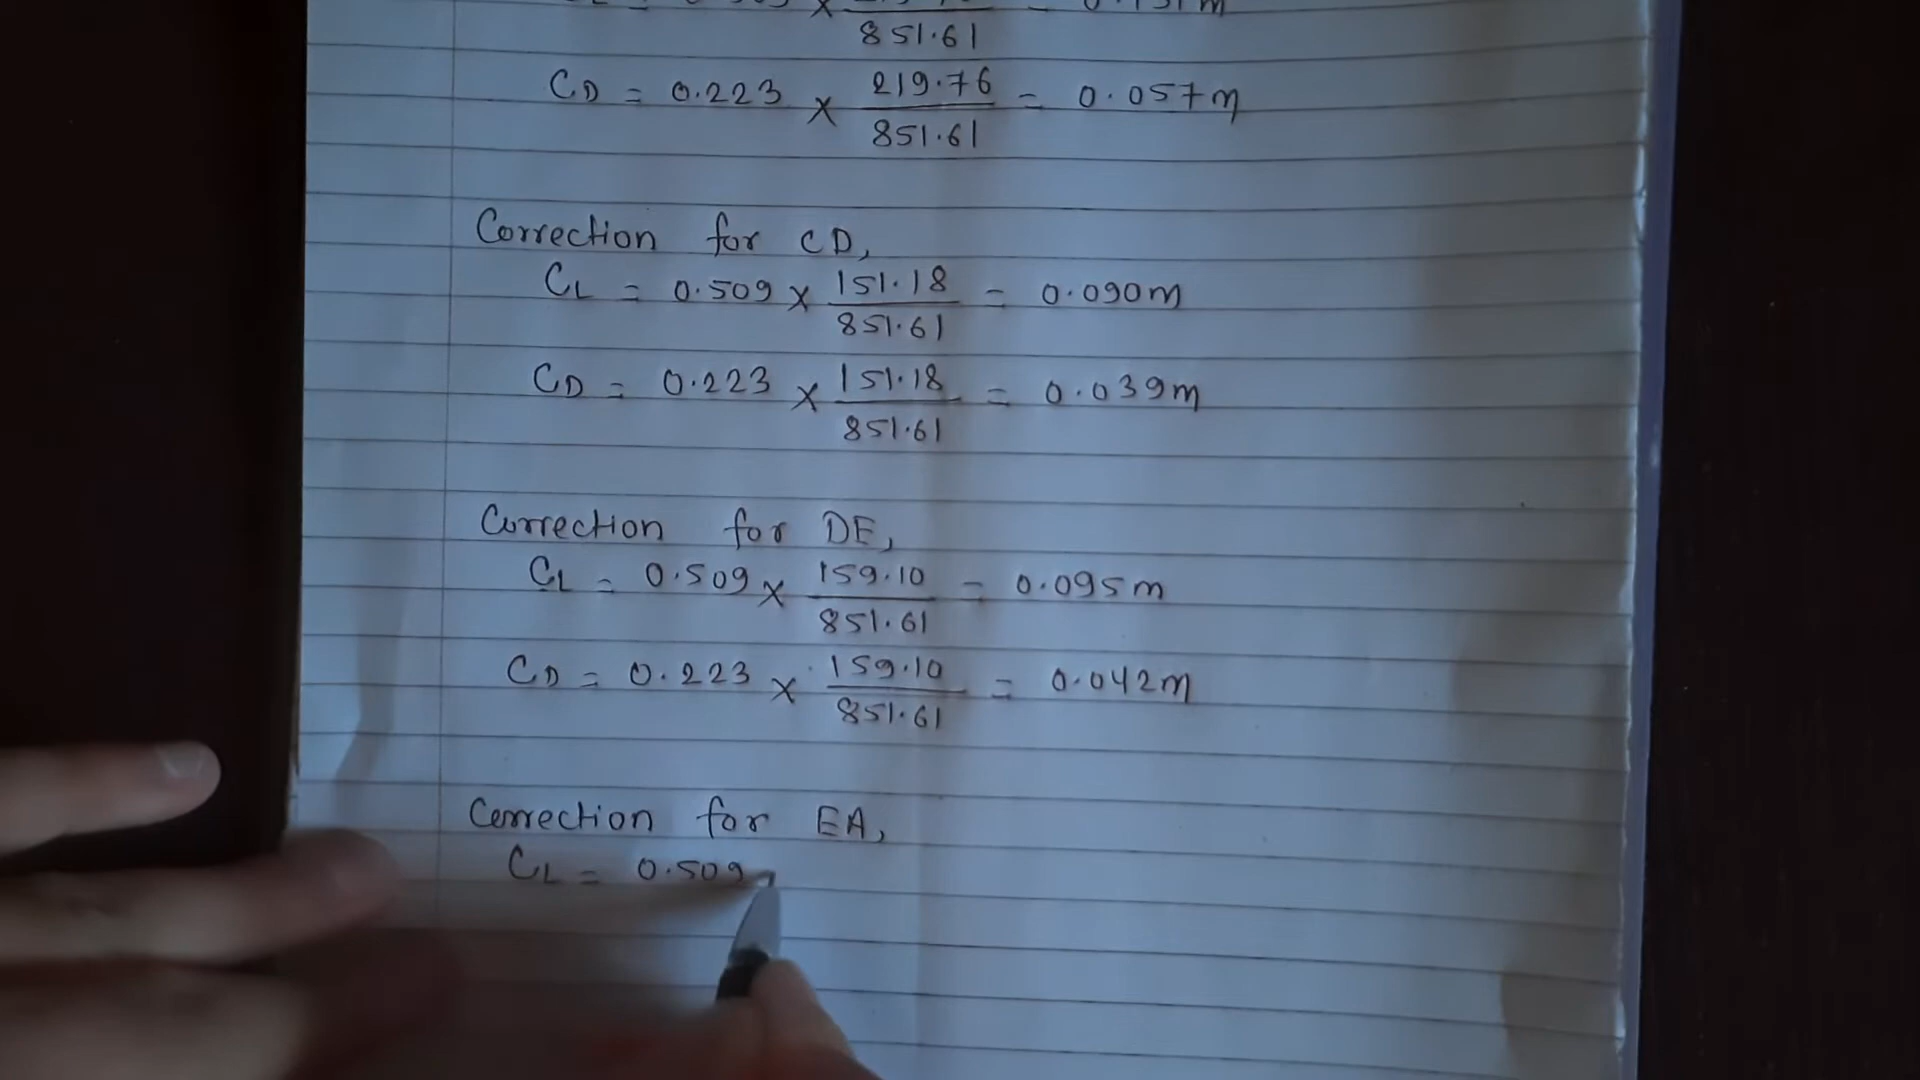 851.61
CD = 0.223 × 219.76 / 851.61 = 0.057m
Correction for CD,
CL = 0.509 × 151.18 / 851.61 = 0.090m
CD = 0.223 × 151.18 / 851.61 = 0.039m
Correction for DE,
CL = 0.509 × 159.10 / 851.61 = 0.095m
CD = 0.223 × 159.10 / 851.61 = 0.042m
Correction for EA,
CL = 0.509